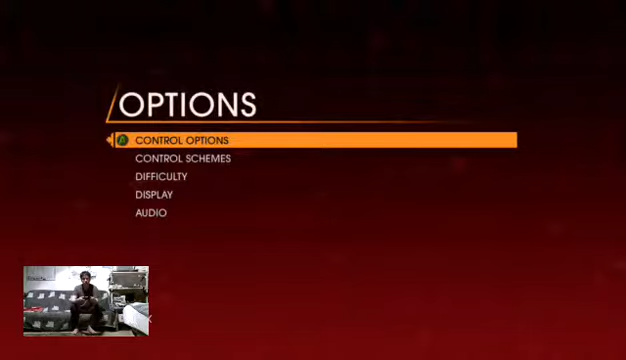 OPTIONS
CONTROL OPTIONS
CONTROL SCHEMES
DIFFICULTY
DISPLAY
AUDIO